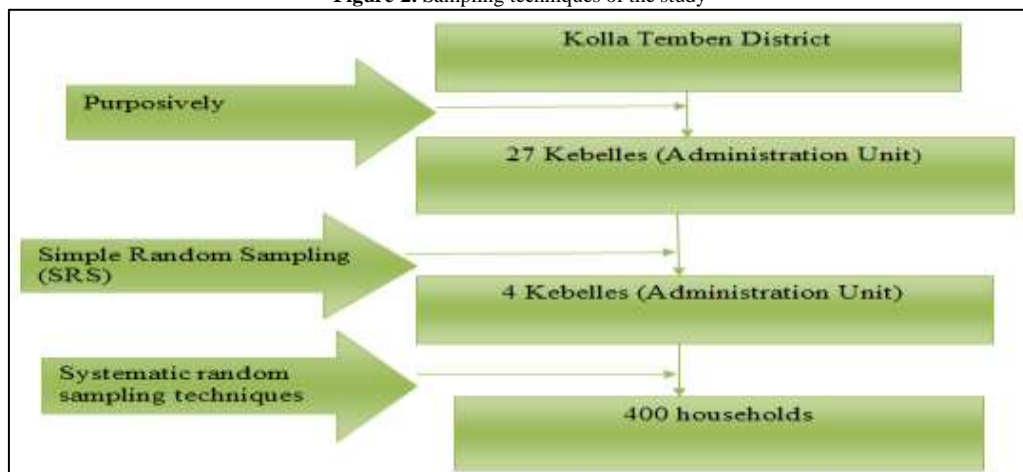 Figure 2. Sampling techniques of the study
Kolla Temben District
Purposively
27 Kebelles (Administration Unit)
Simple Random Sampling
(SRS)
4 Kebelles (Administration Unit)
Systematic random
sampling techniques
400 households